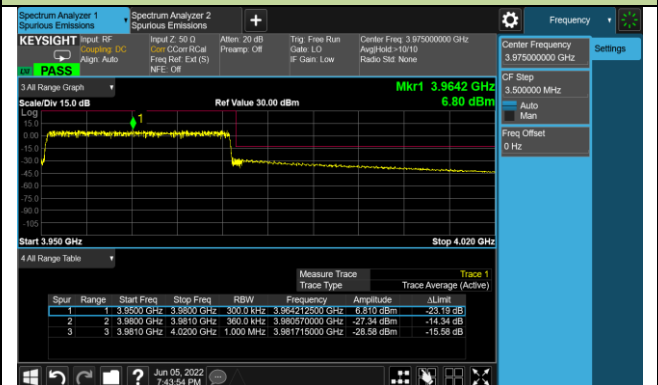 Spectrum Analyzer 1
Spurious Emissions
Spectrum Analyzer 2
Spurious Emissions
+
Frequency
KEYSIGHT
Input: RF
Coupling: DC
Align: Auto
Input Z: 50 Ω
Corr CCorr RCal
Freq Ref: Ext (S)
NFE: Off
Atten: 20 dB
Preamp: Off
Trig: Free Run
Gate: LO
IF Gain: Low
Center Freq: 3.975000000 GHz
Avg|Hold:>10/10
Radio Std: None
PASS
Center Frequency
3.975000000 GHz
Settings
CF Step
3.500000 MHz
Auto
Man
Freq Offset
0 Hz
3 All Range Graph
Mkr1 3.9642 GHz
Scale/Div 15.0 dB
Ref Value 30.00 dBm
6.80 dBm
Log
15.0
0.00
-15.0
-30.0
-45.0
-60.0
-75.0
-90.0
-105
1
Start 3.950 GHz
Stop 4.020 GHz
4 All Range Table
Measure Trace Trace 1
Trace Type Trace Average (Active)
Spur Range Start Freq Stop Freq RBW Frequency Amplitude ΔLimit
1 1 3.9500 GHz 3.9800 GHz 300.0 kHz 3.964212500 GHz 6.810 dBm -23.19 dB
2 2 3.9800 GHz 3.9810 GHz 360.0 kHz 3.980570000 GHz -27.34 dBm -14.34 dB
3 3 3.9810 GHz 4.0200 GHz 1.000 MHz 3.981715000 GHz -28.58 dBm -15.58 dB
?
Jun 05, 2022
7:43:54 PM